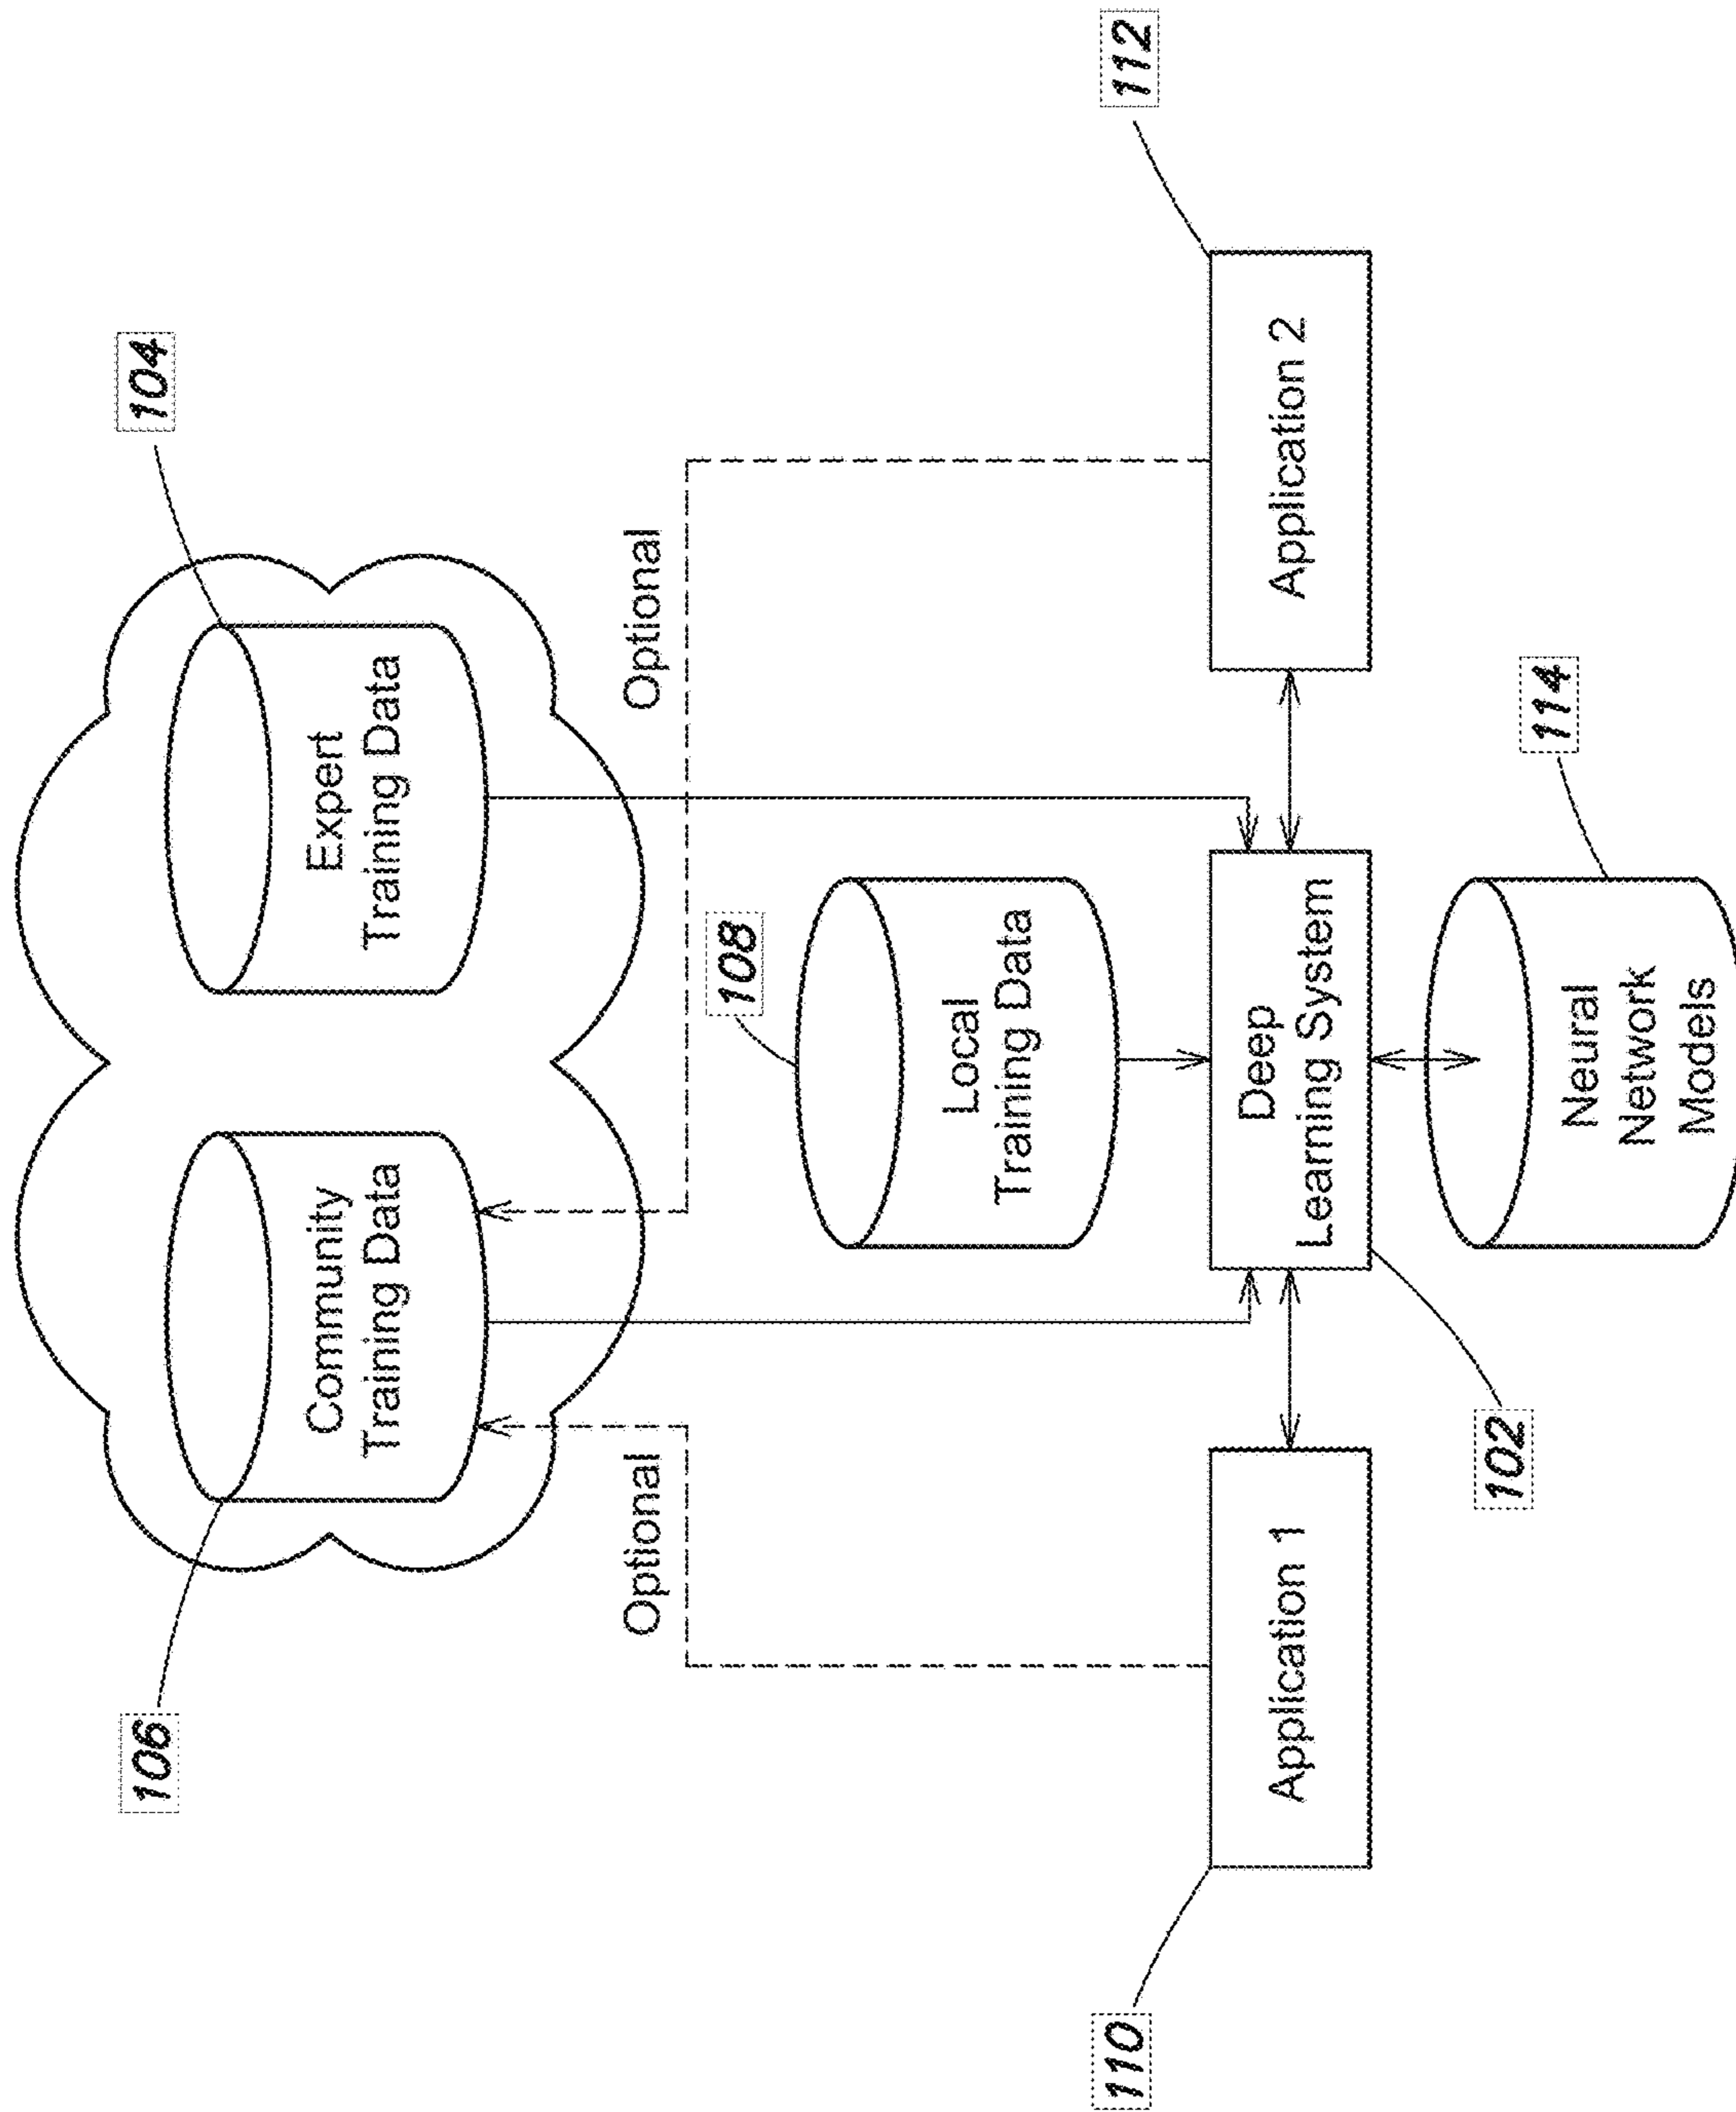 106
104
Community
Training Data
Expert
Training Data
Optional
Optional
108
Local
Training Data
110
112
Application 1
Deep
Learning System
Application 2
102
114
Neural
Network
Models